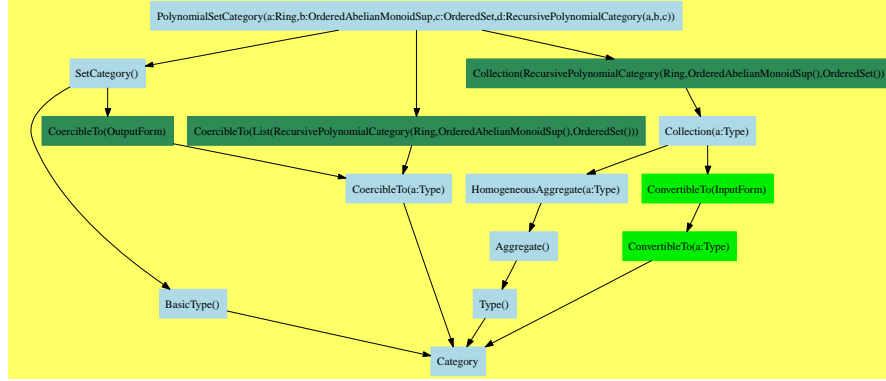 PolynomialSetCategory(a:Ring,b:OrderedAbelianMonoidSup,c:OrderedSet,d:RecursivePolynomialCategory(a,b,c))
SetCategory()
Collection(RecursivePolynomialCategory(Ring,OrderedAbelianMonoidSup(),OrderedSet()))
CoercibleTo(OutputForm)
CoercibleTo(List(RecursivePolynomialCategory(Ring,OrderedAbelianMonoidSup(),OrderedSet())))
Collection(a:Type)
CoercibleTo(a:Type)
HomogeneousAggregate(a:Type)
ConvertibleTo(InputForm)
Aggregate()
ConvertibleTo(a:Type)
BasicType()
Type()
Category